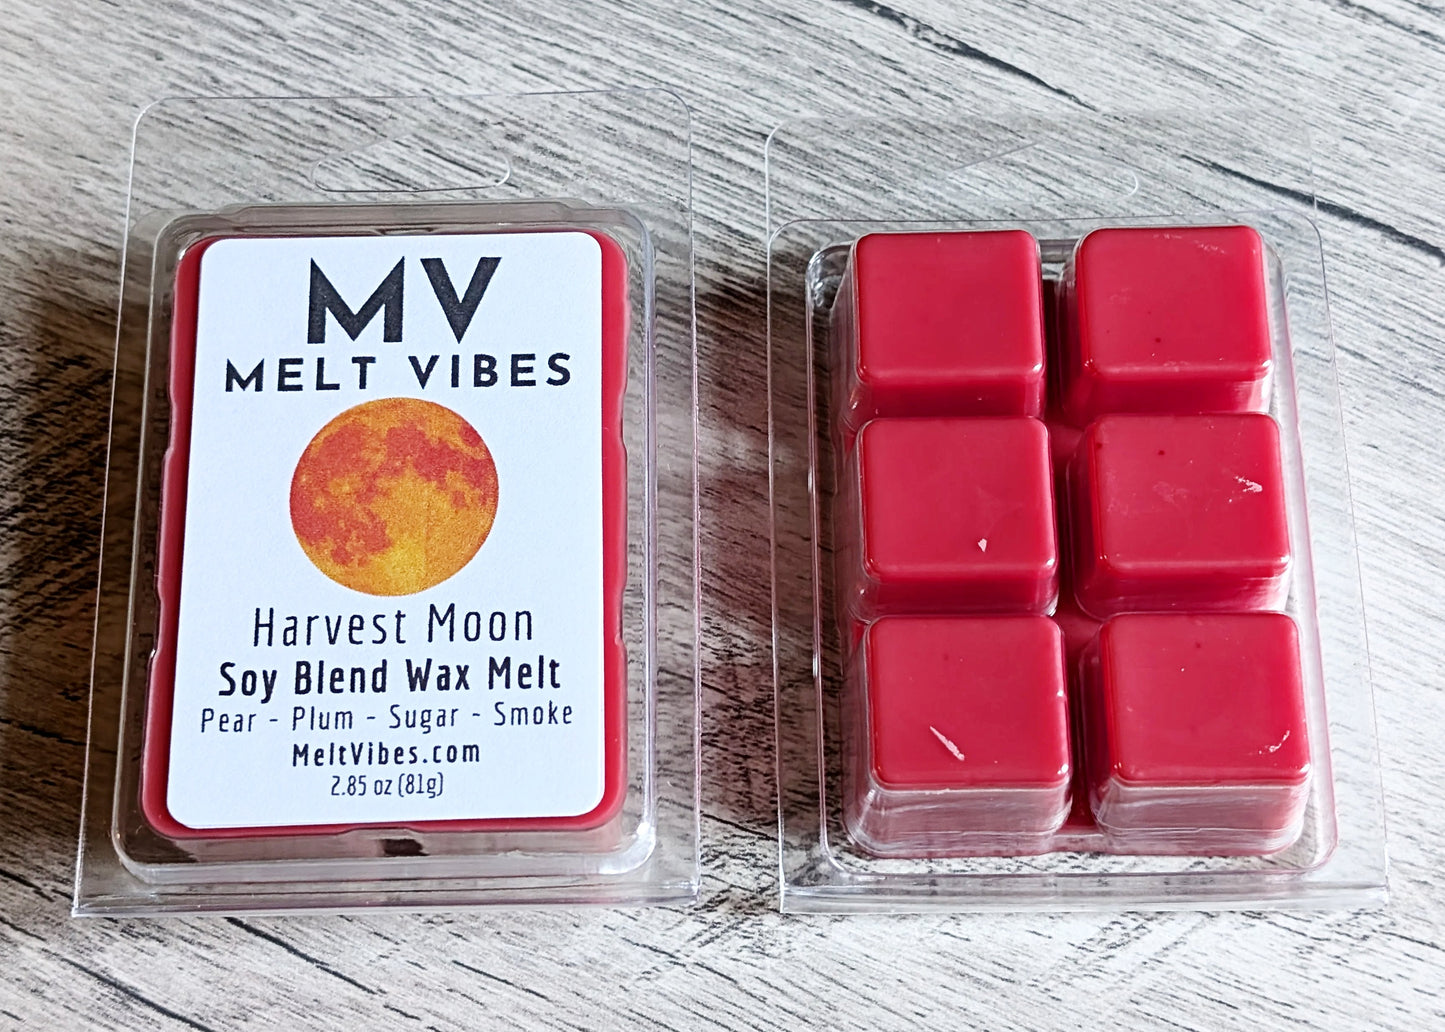 MV
MELT VIBES
Harvest Moon
Soy Blend Wax Melt
Pear - Plum - Sugar - Smoke
MeltVibes.com
2.85 oz (81g)